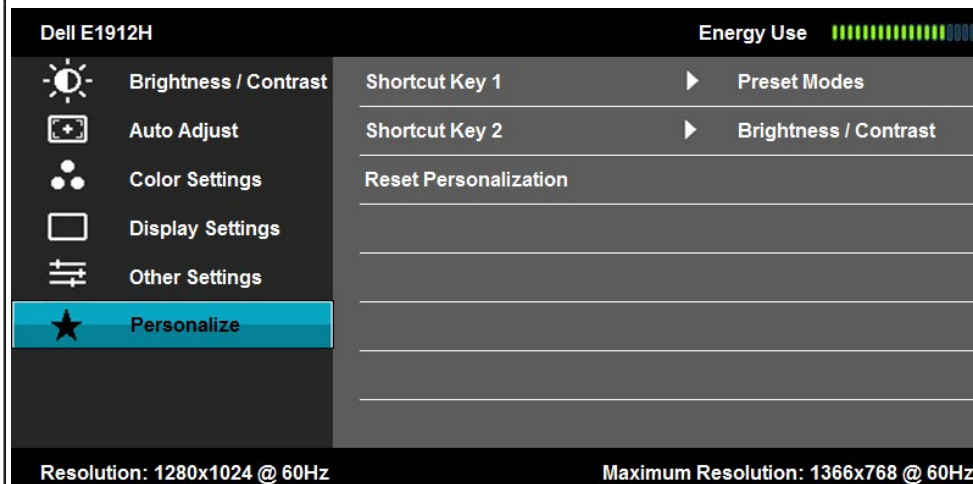 Dell E1912H Energy Use
Brightness / Contrast Shortcut Key 1 Preset Modes
Auto Adjust Shortcut Key 2 Brightness / Contrast
Color Settings Reset Personalization
Display Settings
Other Settings
Personalize
Resolution: 1280x1024 @ 60Hz Maximum Resolution: 1366x768 @ 60Hz